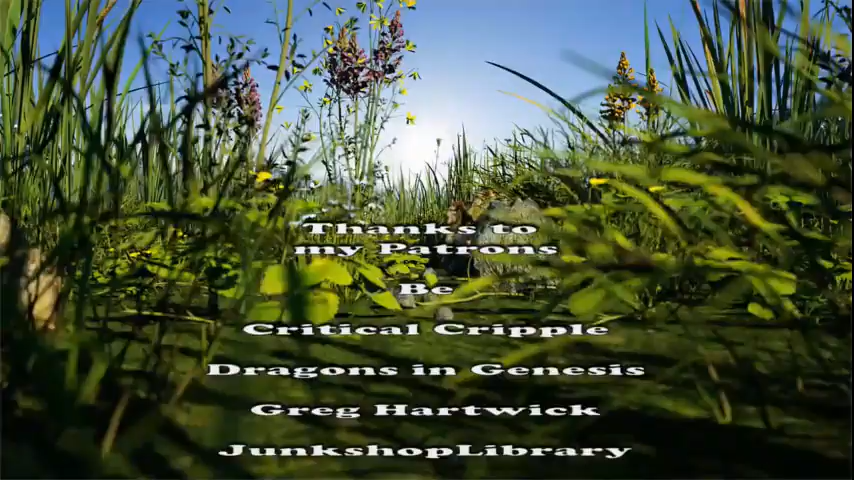 Thanks to
my Patrons
Be
Critical Cripple
Dragons in Genesis
Greg Hartwick
JunkshopLibrary